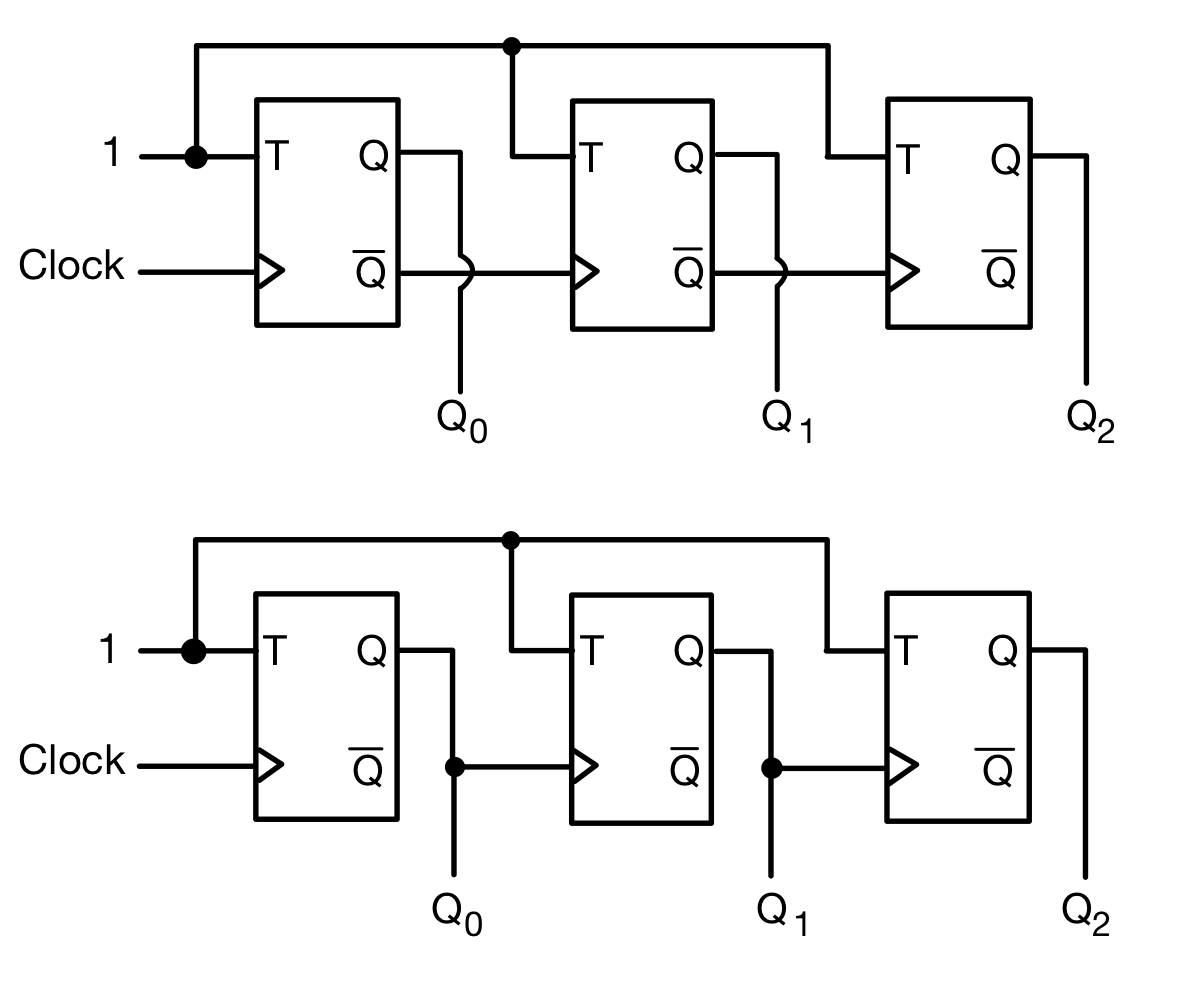 1 T Q T Q T Q
Clock Q̅ Q̅ Q̅
Q₀ Q₁ Q₂
1 T Q T Q T Q
Clock Q̅ Q̅ Q̅
Q₀ Q₁ Q₂